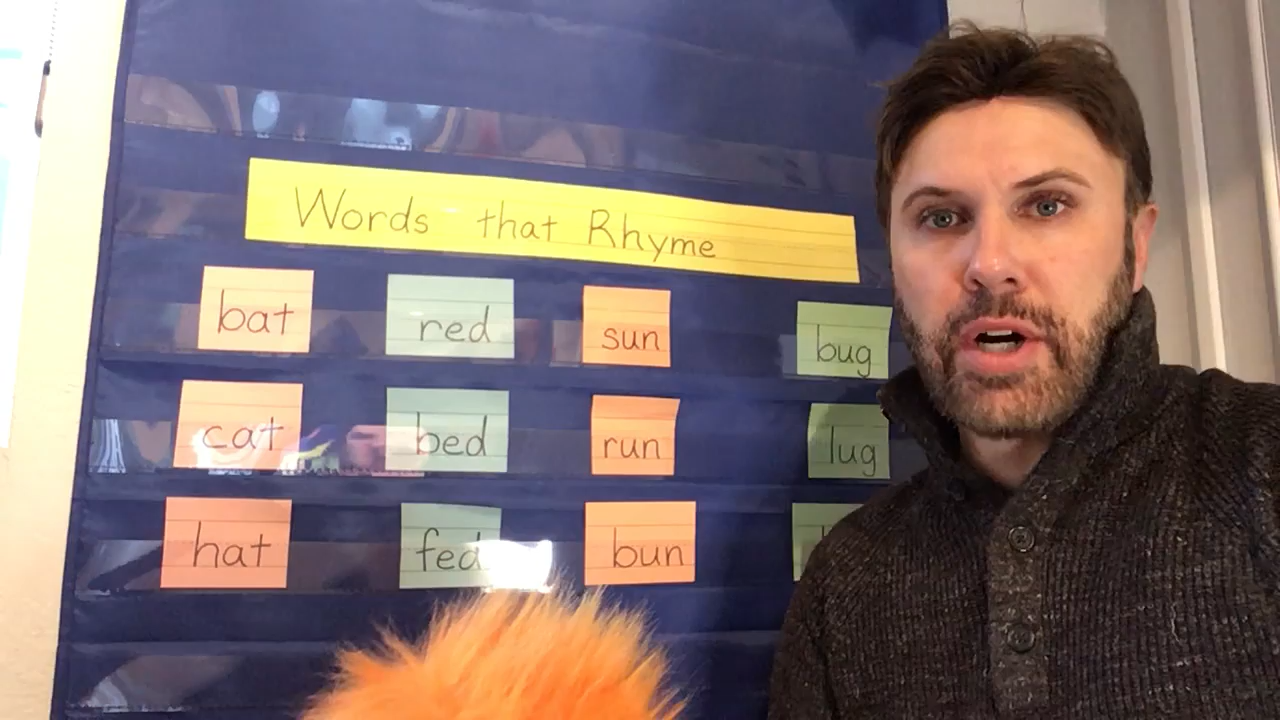 Words that Rhyme
bat red sun bug
cat bed run lug
hat fed bun